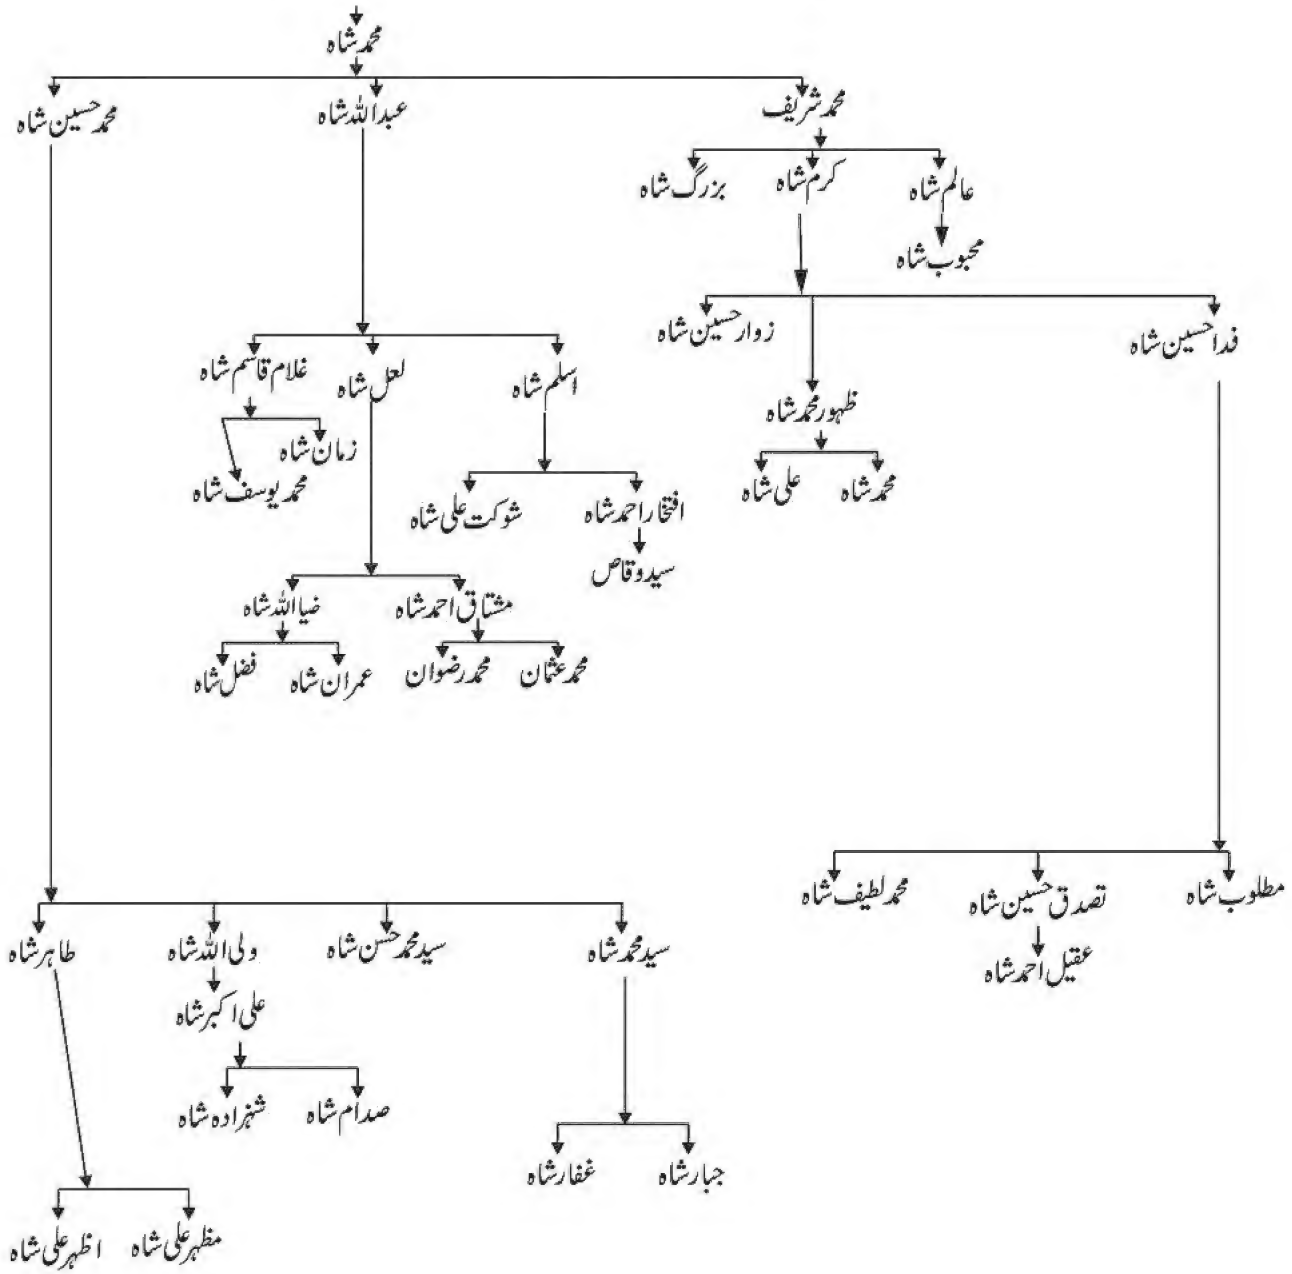 محمد شاہ
محمد شریف
عبداللہ شاہ
محمد حسین شاہ
عالم شاہ
کرم شاہ
بزرگ شاہ
محبوب شاہ
فدا حسین شاہ
زوار حسین شاہ
اسلم شاہ
لعل شاہ
غلام قاسم شاہ
ظہور محمد شاہ
زمان شاہ
محمد یوسف شاہ
محمد شاہ
علی شاہ
افتخار احمد شاہ
شوکت علی شاہ
سید وقاص
مشتاق احمد شاہ
ضیا اللہ شاہ
محمد عثمان
محمد رضوان
عمران شاہ
فضل شاہ
مطلوب شاہ
تصدق حسین شاہ
محمد لطیف شاہ
سید محمد شاہ
سید محمد حسن شاہ
ولی اللہ شاہ
طاہر شاہ
عقیل احمد شاہ
علی اکبر شاہ
صدام شاہ
شہزادہ شاہ
جبار شاہ
غفار شاہ
مظہر علی شاہ
اظہر علی شاہ